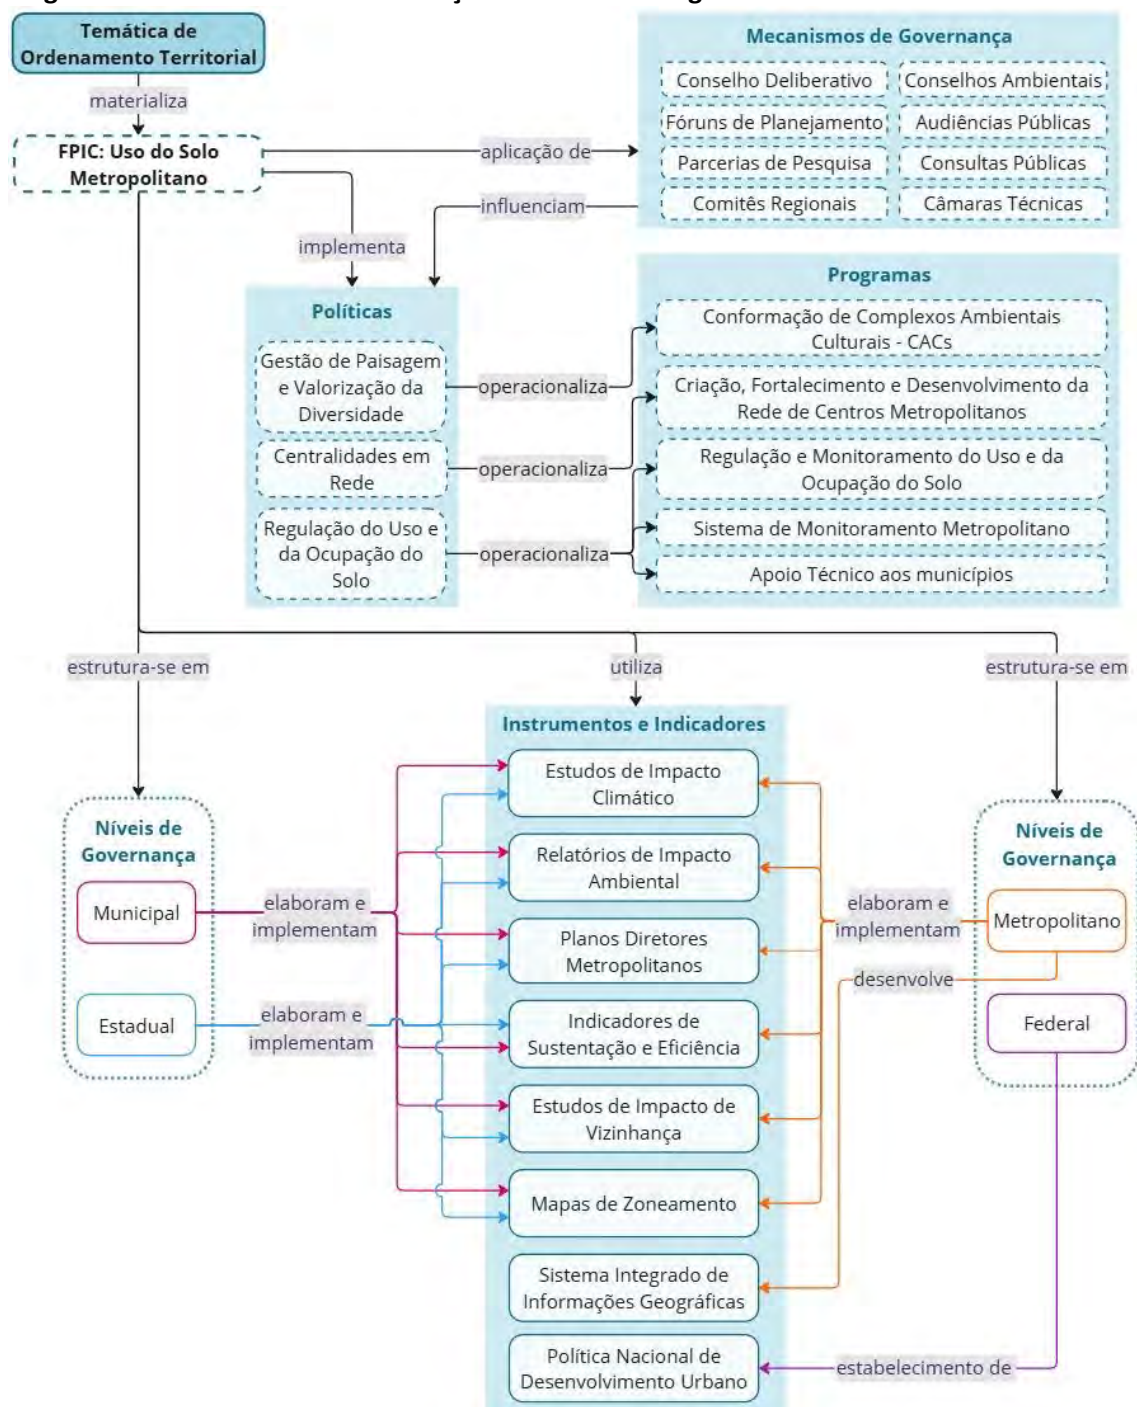 Temática de
Ordenamento Territorial
materializa
FPIC: Uso do Solo
Metropolitano
aplicação de
influenciam
implementa
Mecanismos de Governança
Conselho Deliberativo
Conselhos Ambientais
Fóruns de Planejamento
Audiências Públicas
Parcerias de Pesquisa
Consultas Públicas
Comitês Regionais
Câmaras Técnicas
Políticas
Gestão de Paisagem
e Valorização da
Diversidade
Centralidades em
Rede
Regulação do Uso e
da Ocupação do
Solo
operacionaliza
operacionaliza
operacionaliza
Programas
Conformação de Complexos Ambientais
Culturais - CACs
Criação, Fortalecimento e Desenvolvimento da
Rede de Centros Metropolitanos
Regulação e Monitoramento do Uso e da
Ocupação do Solo
Sistema de Monitoramento Metropolitano
Apoio Técnico aos municípios
estrutura-se em
utiliza
estrutura-se em
Níveis de
Governança
Municipal
Estadual
elaboram e
implementam
elaboram e
implementam
Instrumentos e Indicadores
Estudos de Impacto
Climático
Relatórios de Impacto
Ambiental
Planos Diretores
Metropolitanos
Indicadores de
Sustentação e Eficiência
Estudos de Impacto de
Vizinhança
Mapas de Zoneamento
Sistema Integrado de
Informações Geográficas
Política Nacional de
Desenvolvimento Urbano
elaboram e
implementam
desenvolve
estabelecimento de
Níveis de
Governança
Metropolitano
Federal